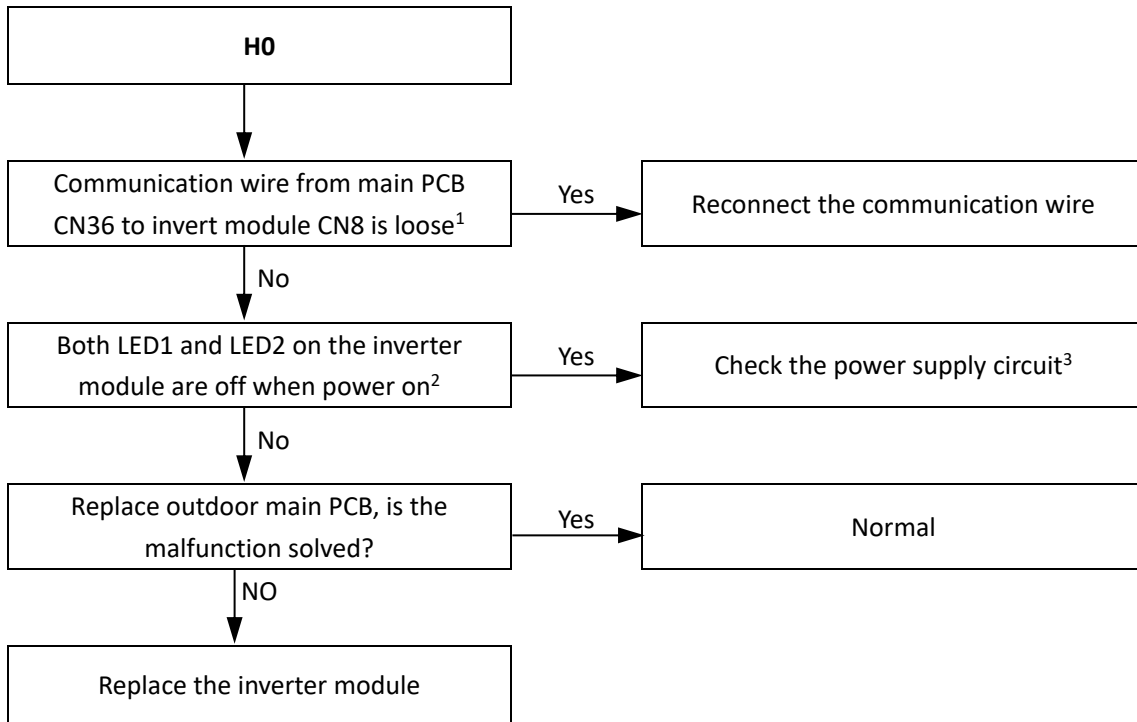 H0
Communication wire from main PCB
CN36 to invert module CN8 is loose¹
Yes
Reconnect the communication wire
No
Both LED1 and LED2 on the inverter
module are off when power on²
Yes
Check the power supply circuit³
No
Replace outdoor main PCB, is the
malfunction solved?
Yes
Normal
NO
Replace the inverter module